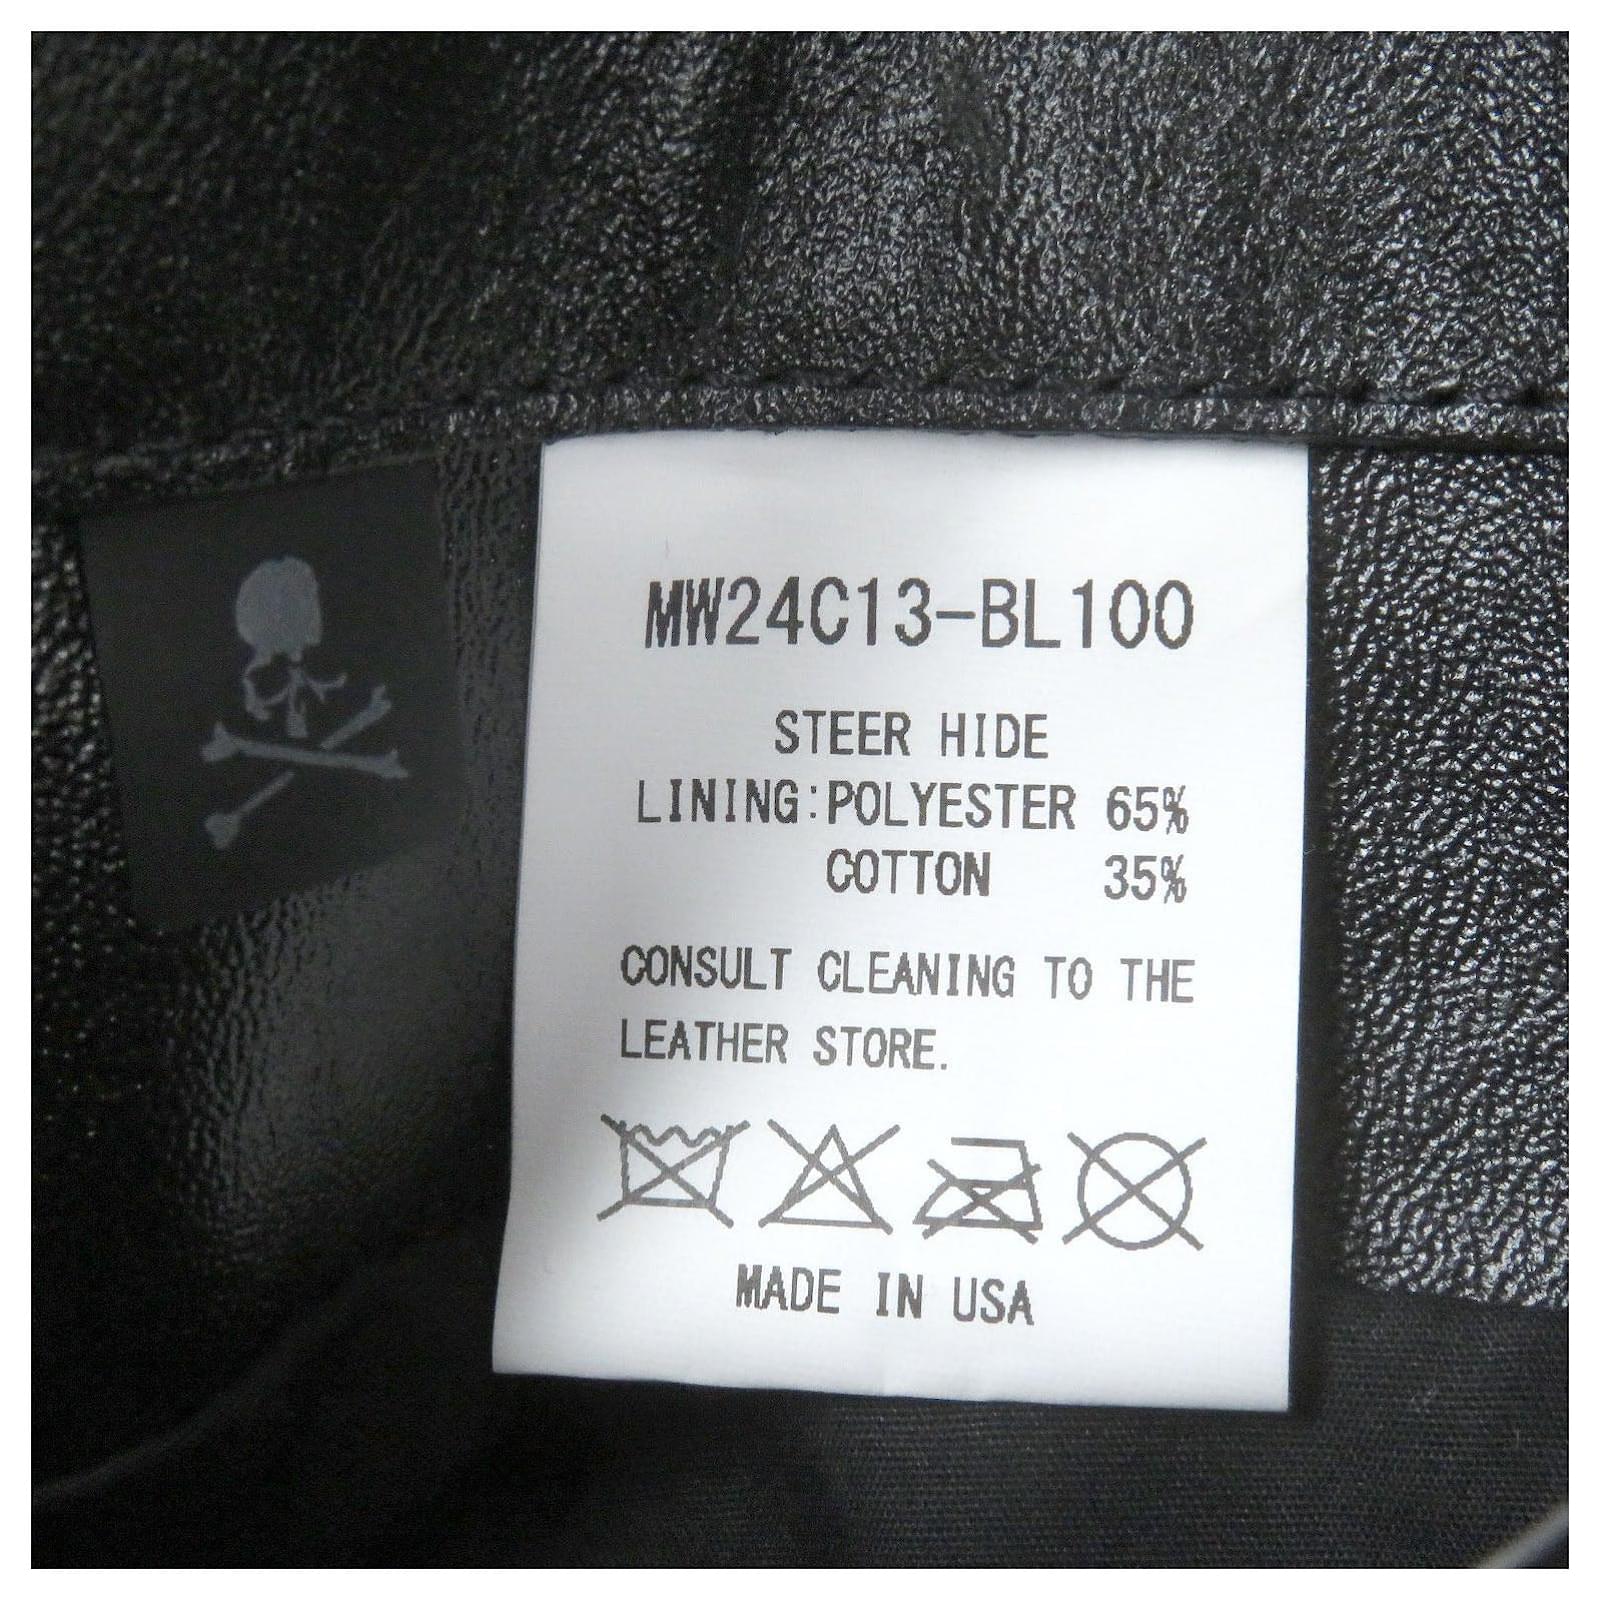 MW24C13-BL100
STEER HIDE
LINING:POLYESTER 65%
COTTON 35%
CONSULT CLEANING TO THE
LEATHER STORE.
MADE IN USA